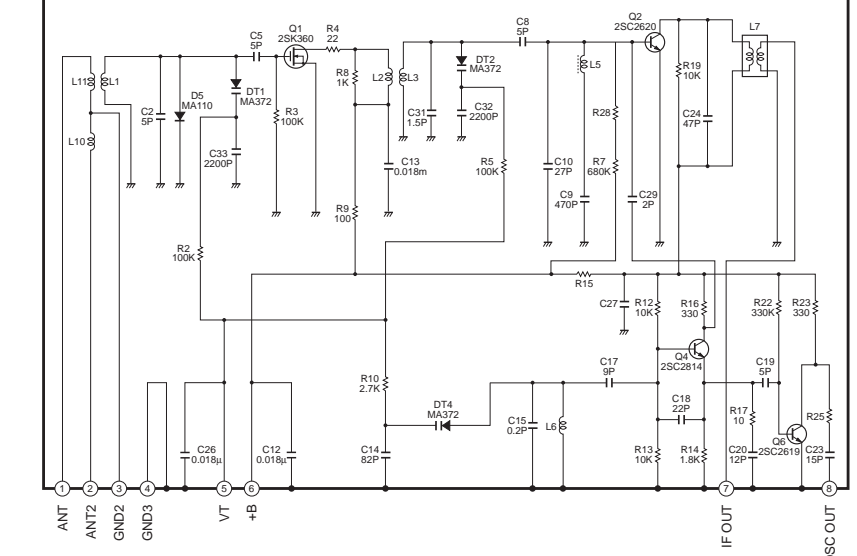 Q1
2SK360
R4
22
C5
5P
C8
5P
Q2
2SC2620
L7
DT2
MA372
R19
10K
R8
1K
L2
L3
L5
L11
L1
D5
MA110
DT1
MA372
C2
5P
R3
100K
C31
1.5P
C32
2200P
R28
C24
47P
L10
C33
2200P
C13
0.018m
R5
100K
C10
27P
R7
680K
C9
470P
C29
2P
R9
100
R2
100K
R15
C27
R12
10K
R16
330
R22
330K
R23
330
Q4
2SC2814
R10
2.7K
DT4
MA372
C17
9P
C19
5P
C15
0.2P
L6
C18
22P
R17
10
R25
Q6
2SC2619
C26
0.018μ
C12
0.018μ
C14
82P
R13
10K
R14
1.8K
C20
12P
C23
15P
1
2
3
4
5
6
7
8
ANT
ANT2
GND2
GND3
VT
+B
IF OUT
OSC OUT